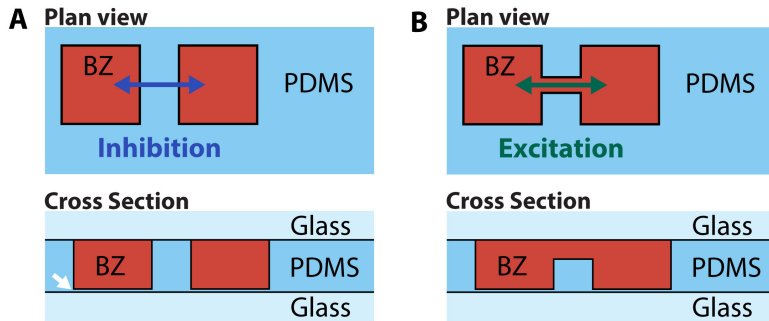 A
Plan view
BZ
PDMS
Inhibition
Cross Section
Glass
BZ
PDMS
Glass
B
Plan view
BZ
PDMS
Excitation
Cross Section
Glass
BZ
PDMS
Glass